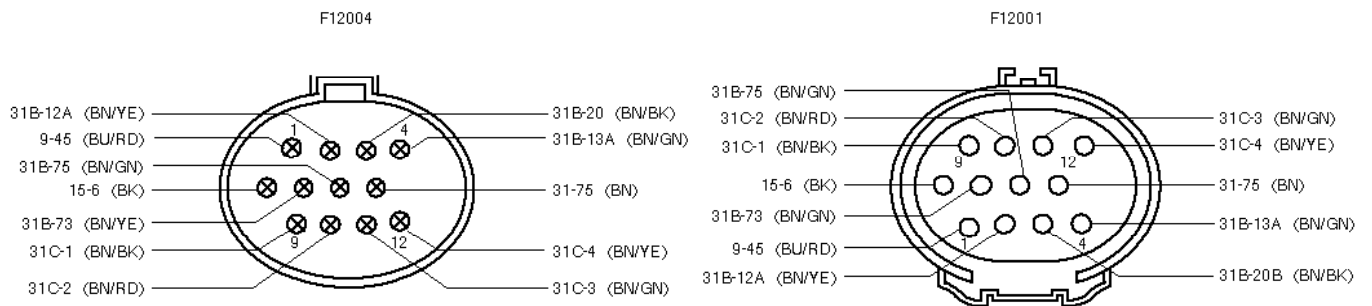 F12004
31B-12A (BN/YE)
9-45 (BU/RD)
31B-75 (BN/GN)
15-6 (BK)
31B-73 (BN/YE)
31C-1 (BN/BK)
31C-2 (BN/RD)
1
4
9
12
31B-20 (BN/BK)
31B-13A (BN/GN)
31-75 (BN)
31C-4 (BN/YE)
31C-3 (BN/GN)
F12001
31B-75 (BN/GN)
31C-2 (BN/RD)
31C-1 (BN/BK)
15-6 (BK)
31B-73 (BN/GN)
9-45 (BU/RD)
31B-12A (BN/YE)
9
12
1
4
31C-3 (BN/GN)
31C-4 (BN/YE)
31-75 (BN)
31B-13A (BN/GN)
31B-20B (BN/BK)